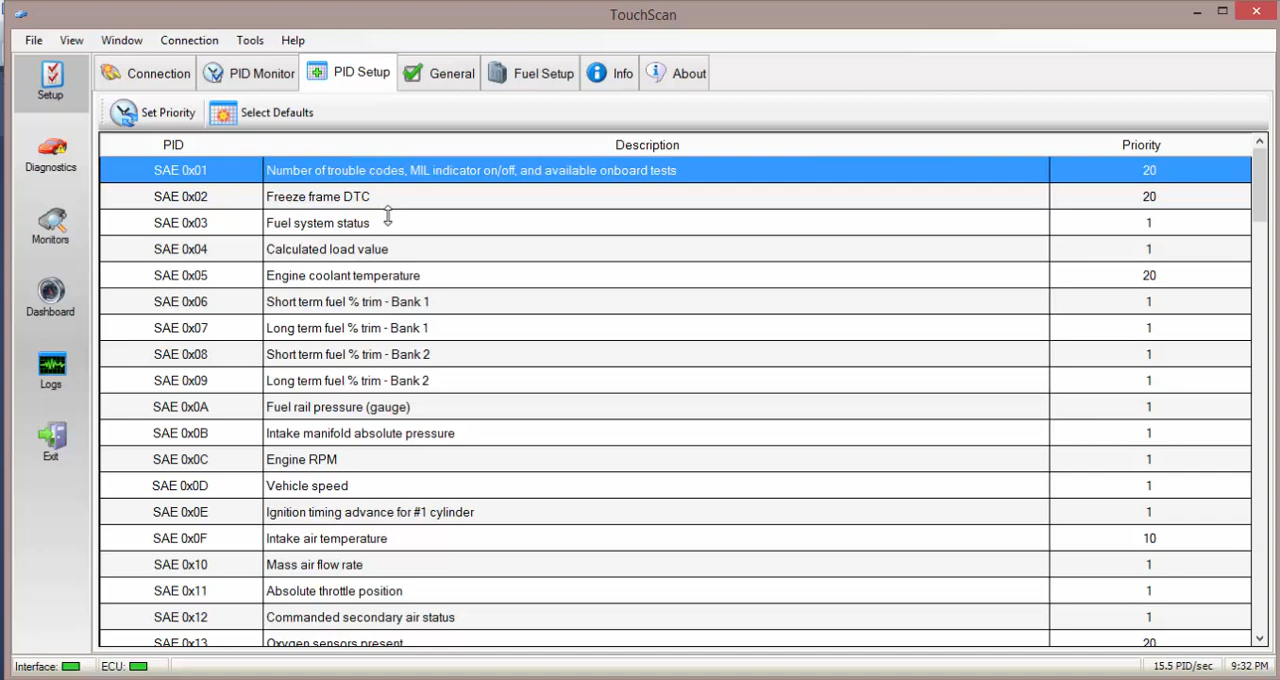 TouchScan
File View Window Connection Tools Help
Setup
Diagnostics
Monitors
Dashboard
Logs
Exit
Connection PID Monitor PID Setup General Fuel Setup Info About
Set Priority Select Defaults
PID Description Priority
SAE 0x01 Number of trouble codes, MIL indicator on/off, and available onboard tests 20
SAE 0x02 Freeze frame DTC 20
SAE 0x03 Fuel system status 1
SAE 0x04 Calculated load value 1
SAE 0x05 Engine coolant temperature 20
SAE 0x06 Short term fuel % trim - Bank 1 1
SAE 0x07 Long term fuel % trim - Bank 1 1
SAE 0x08 Short term fuel % trim - Bank 2 1
SAE 0x09 Long term fuel % trim - Bank 2 1
SAE 0x0A Fuel rail pressure (gauge) 1
SAE 0x0B Intake manifold absolute pressure 1
SAE 0x0C Engine RPM 1
SAE 0x0D Vehicle speed 1
SAE 0x0E Ignition timing advance for #1 cylinder 1
SAE 0x0F Intake air temperature 10
SAE 0x10 Mass air flow rate 1
SAE 0x11 Absolute throttle position 1
SAE 0x12 Commanded secondary air status 1
SAE 0x13 Oxygen sensors present 20
Interface: ECU: 15.5 PID/sec 9:32 PM